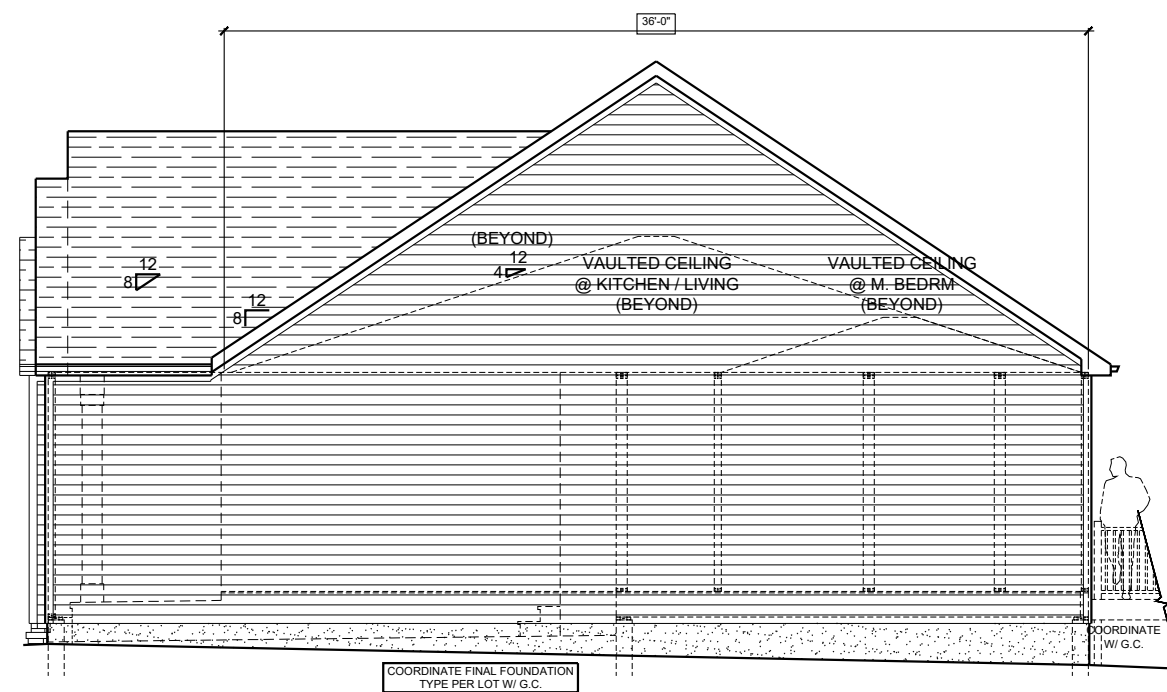 36'-0"
(BEYOND)
12
4
VAULTED CEILING
@ KITCHEN / LIVING
(BEYOND)
VAULTED CEILING
@ M. BEDRM
(BEYOND)
12
8
12
8
COORDINATE
W/ G.C.
COORDINATE FINAL FOUNDATION
TYPE PER LOT W/ G.C.